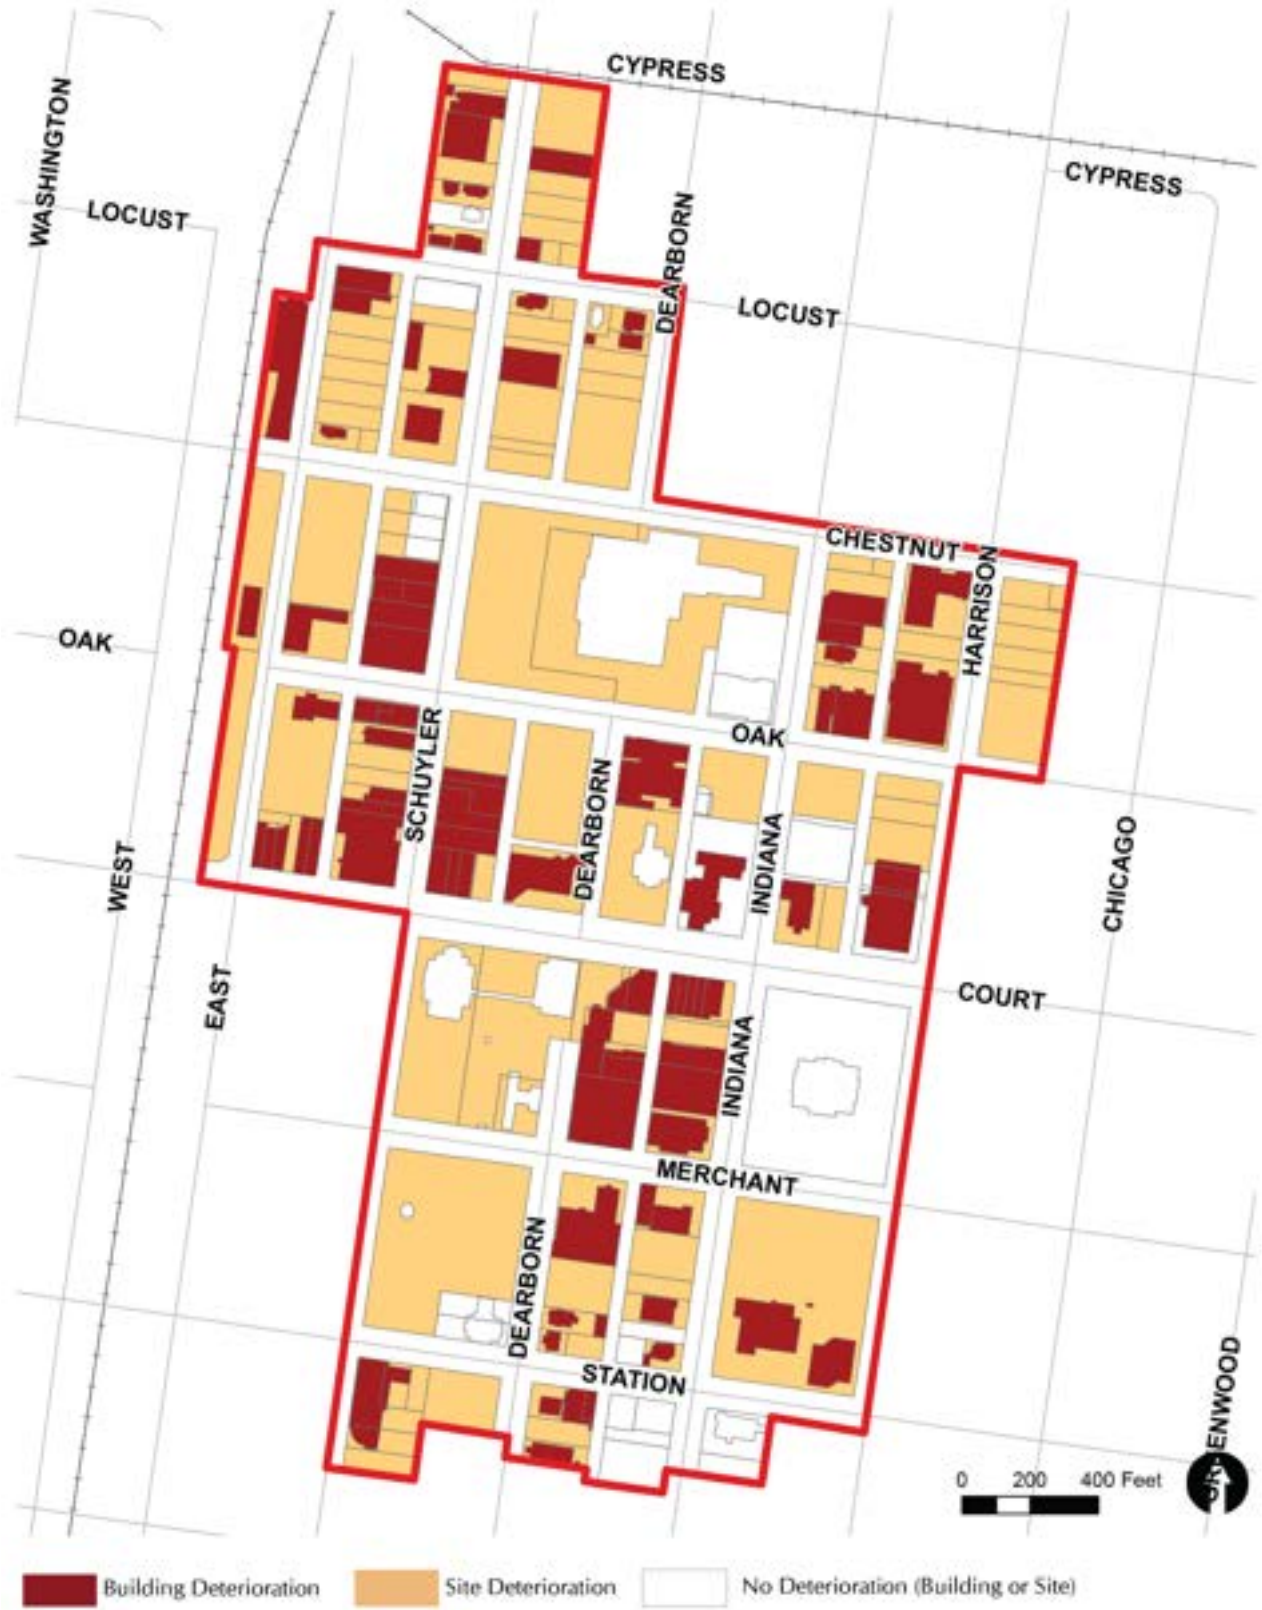 CYPRESS
CYPRESS
WASHINGTON
LOCUST
DEARBORN
LOCUST
CHESTNUT
HARRISON
OAK
OAK
SCHUYLER
DEARBORN
INDIANA
CHICAGO
WEST
EAST
COURT
INDIANA
MERCHANT
DEARBORN
STATION
GREENWOOD
0 200 400 Feet
Building Deterioration Site Deterioration No Deterioration (Building or Site)